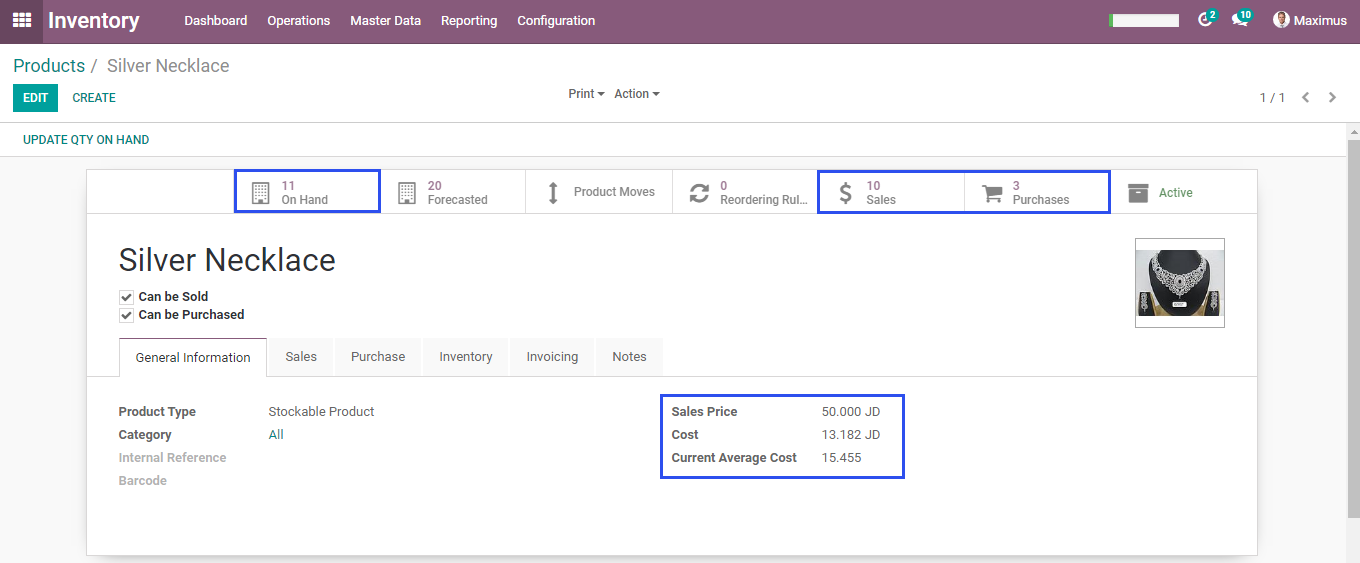 Inventory Dashboard Operations Master Data Reporting Configuration 2 10 Maximus
Products / Silver Necklace
EDIT CREATE Print Action 1 / 1
UPDATE QTY ON HAND
11 On Hand
20 Forecasted
Product Moves
0 Reordering Rul...
10 Sales
3 Purchases
Active
Silver Necklace
Can be Sold
Can be Purchased
General Information Sales Purchase Inventory Invoicing Notes
Product Type Stockable Product
Category All
Internal Reference
Barcode
Sales Price 50.000 JD
Cost 13.182 JD
Current Average Cost 15.455